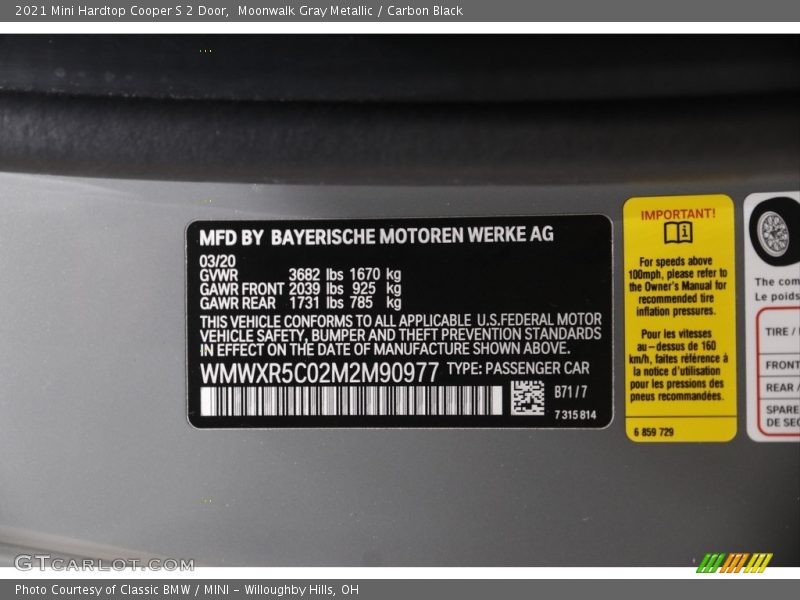 2021 Mini Hardtop Cooper S 2 Door,  Moonwalk Gray Metallic / Carbon Black
MFD BY BAYERISCHE MOTOREN WERKE AG
03/20
GVWR 3682 lbs 1670 kg
GAWR FRONT 2039 lbs 925 kg
GAWR REAR 1731 lbs 785 kg
THIS VEHICLE CONFORMS TO ALL APPLICABLE U.S.FEDERAL MOTOR
VEHICLE SAFETY, BUMPER AND THEFT PREVENTION STANDARDS
IN EFFECT ON THE DATE OF MANUFACTURE SHOWN ABOVE.
WMWXR5C02M2M90977 TYPE: PASSENGER CAR
B71/7
7 315 814
IMPORTANT!
For speeds above
100mph, please refer to
the Owner's Manual for
recommended tire
inflation pressures.
Pour les vitesses
au-dessus de 160
km/h, faites référence à
la notice d'utilisation
pour les pressions des
pneus recommandées.
6 859 729
The com
Le poids
TIRE /
FRONT
REAR /
SPARE
DE SEC
GTcarlot.com
Photo Courtesy of Classic BMW / MINI - Willoughby Hills, OH